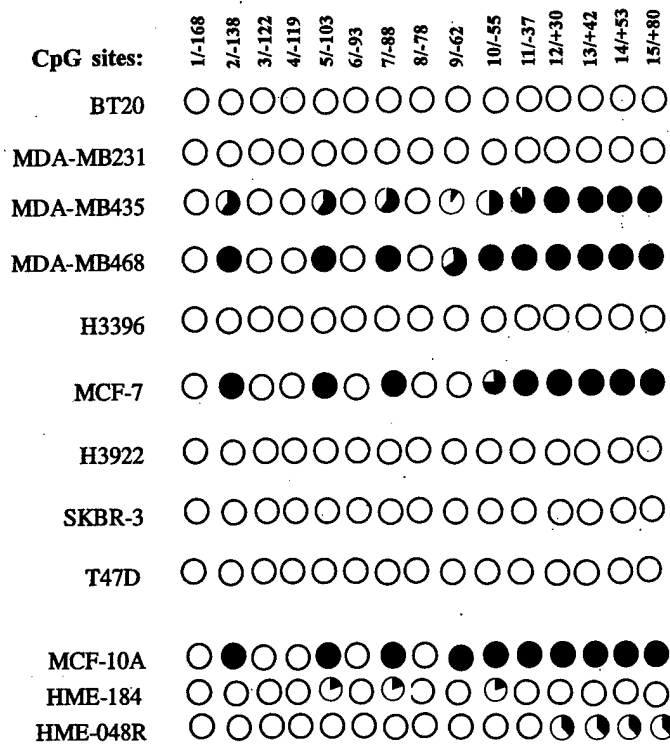 CpG sites: 1/-168 2/-138 3/-122 4/-119 5/-103 6/-93 7/-88 8/-78 9/-62 10/-55 11/-37 12/+30 13/+42 14/+53 15/+80
BT20
MDA-MB231
MDA-MB435
MDA-MB468
H3396
MCF-7
H3922
SKBR-3
T47D
MCF-10A
HME-184
HME-048R